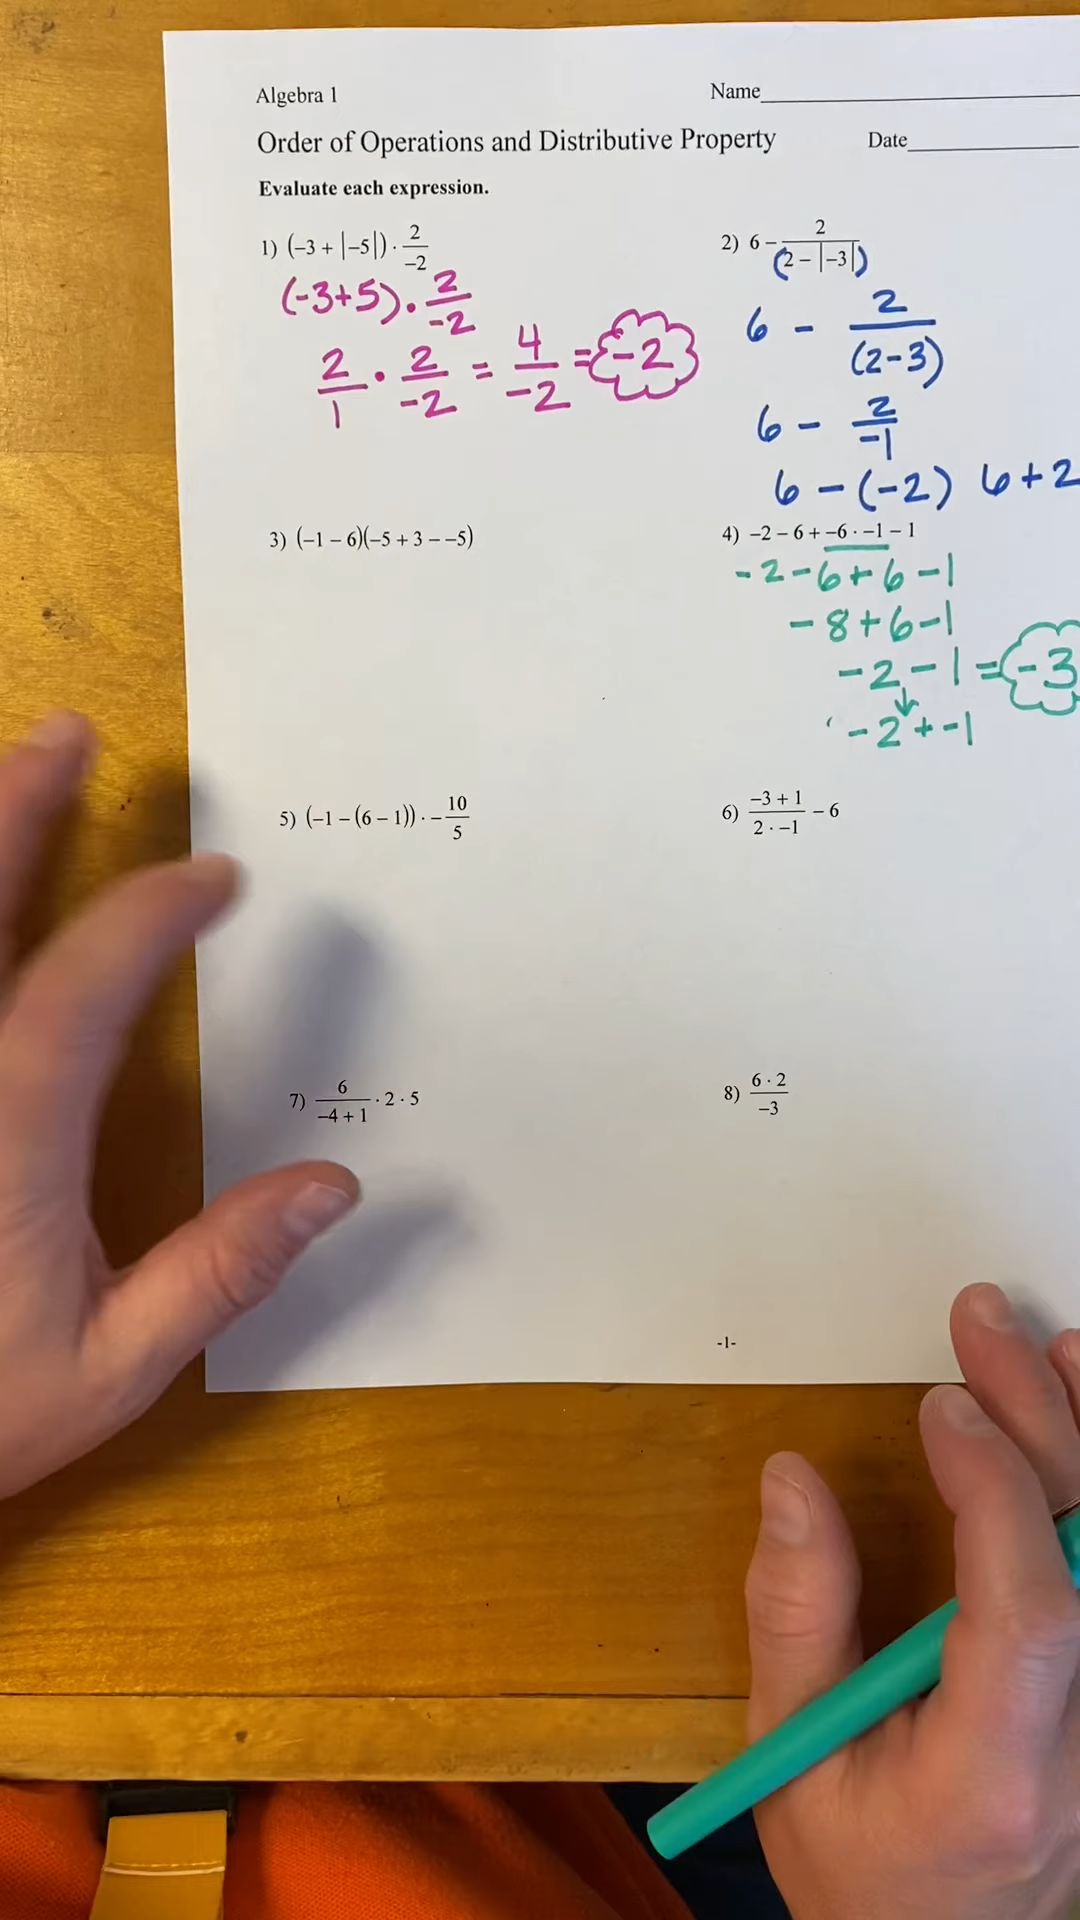 Algebra 1
Name
Order of Operations and Distributive Property
Date
Evaluate each expression.
1) (−3 + |−5|) · 2/−2
(-3+5) · 2/-2
2/1 · 2/-2 = 4/-2 = -2
2) 6 − 2/(2 − |−3|)
6 - 2/(2-3)
6 - 2/-1
6 - (-2) 6+2
3) (−1 − 6)(−5 + 3 − −5)
4) −2 − 6 + −6 · −1 − 1
-2-6+6-1
-8+6-1
-2-1=-3
-2+-1
5) (−1 − (6 − 1)) · −10/5
6) −3 + 1/2 · −1 − 6
7) 6/−4 + 1 · 2 · 5
8) 6 · 2/−3
-1-